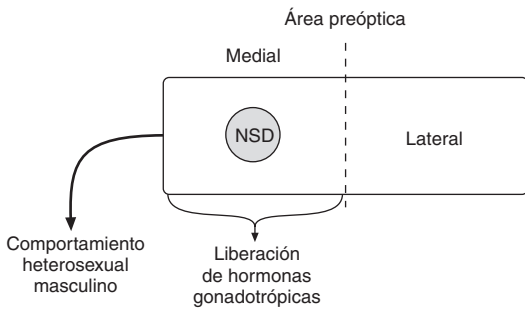 Área preóptica
Medial
NSD
Lateral
Comportamiento
heterosexual
masculino
Liberación
de hormonas
gonadotrópicas